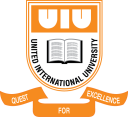 UIU
UNITED INTERNATIONAL UNIVERSITY
QUEST
FOR
EXCELLENCE